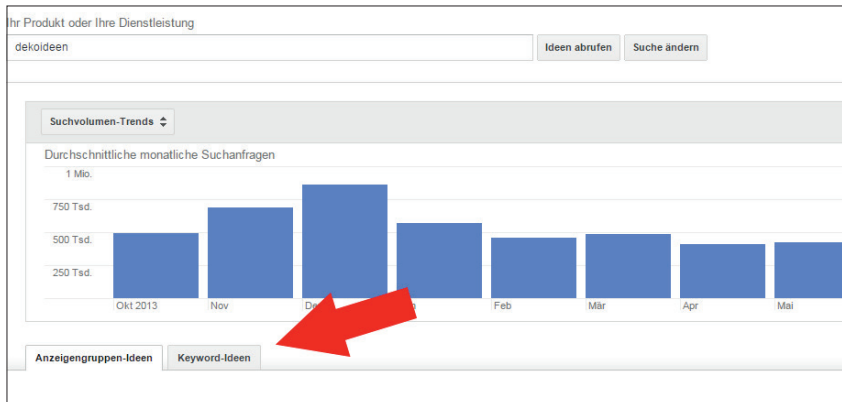 Ihr Produkt oder Ihre Dienstleistung
dekoideen
Ideen abrufen
Suche ändern
Suchvolumen-Trends
Durchschnittliche monatliche Suchanfragen
1 Mio.
750 Tsd.
500 Tsd.
250 Tsd.
Okt 2013 Nov Feb Mär Apr Mai
Anzeigengruppen-Ideen Keyword-Ideen